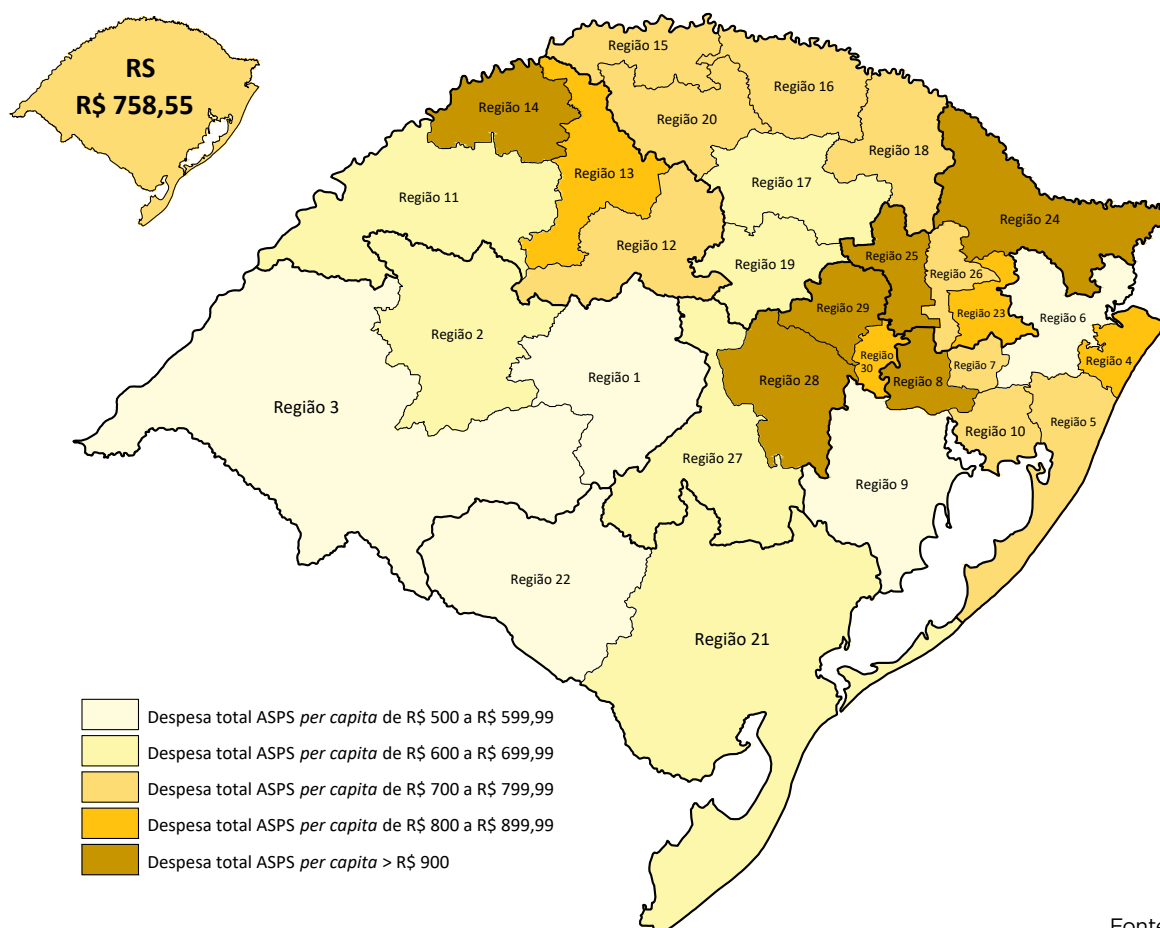 RS
R$ 758,55
Região 15
Região 16
Região 14
Região 20
Região 18
Região 13
Região 17
Região 11
Região 24
Região 12
Região 25
Região 19
Região 26
Região 29
Região 23
Região 6
Região 2
Região 30
Região 7
Região 4
Região 1
Região 28
Região 8
Região 3
Região 5
Região 10
Região 27
Região 9
Região 22
Região 21
Despesa total ASPS per capita de R$ 500 a R$ 599,99
Despesa total ASPS per capita de R$ 600 a R$ 699,99
Despesa total ASPS per capita de R$ 700 a R$ 799,99
Despesa total ASPS per capita de R$ 800 a R$ 899,99
Despesa total ASPS per capita > R$ 900
Fonte